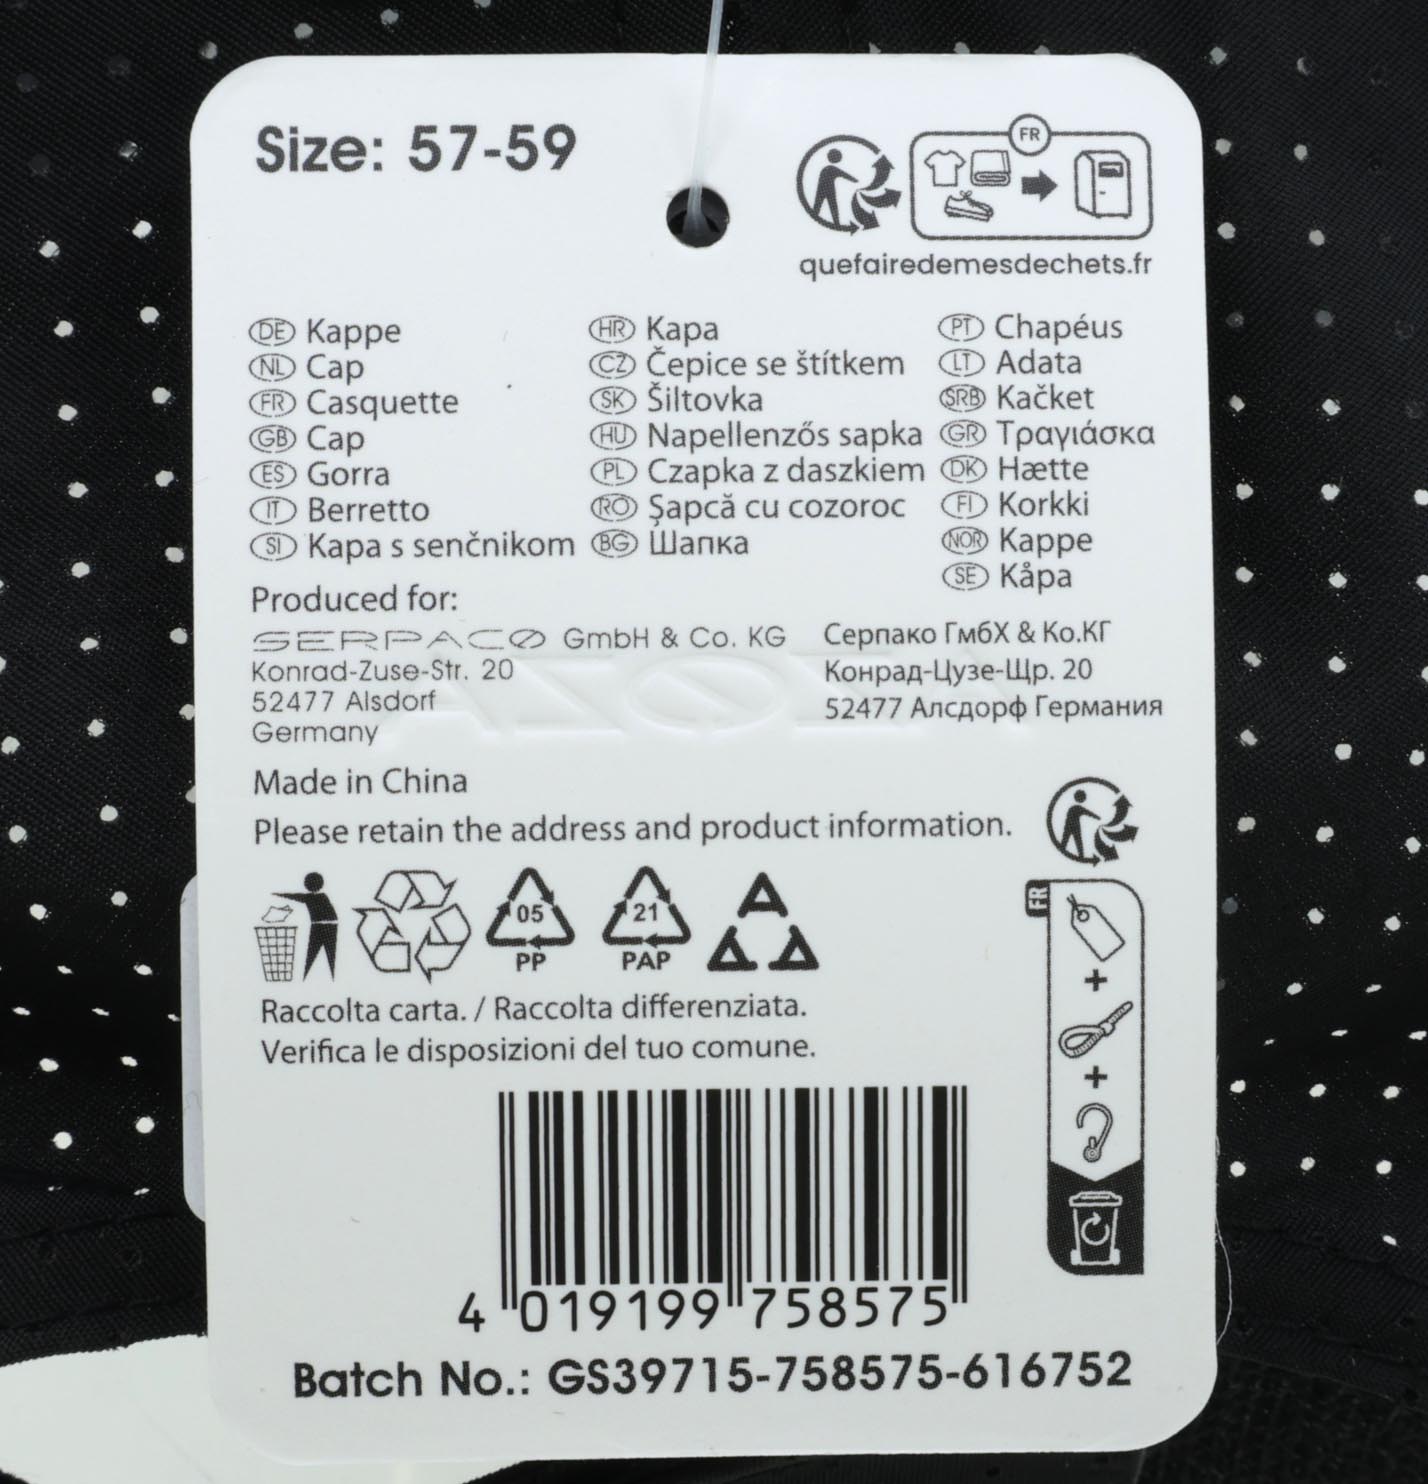 Size: 57-59
FR
quefairedemesdechets.fr
DE Kappe
NL Cap
FR Casquette
GB Cap
ES Gorra
IT Berretto
SI Kapa s senčnikom
HR Kapa
CZ Čepice se štítkem
SK Šiltovka
HU Napellenzős sapka
PL Czapka z daszkiem
RO Şapcă cu cozoroc
BG Шапка
PT Chapéus
LT Adata
SRB Kačket
GR Τραγιάσκα
DK Hætte
FI Korkki
NOR Kappe
SE Kåpa
Produced for:
SERPACO GmbH & Co. KG
Konrad-Zuse-Str. 20
52477 Alsdorf
Germany
Серпако ГмбХ & Ко.КГ
Конрад-Цузе-Щр. 20
52477 Алсдорф Германия
Made in China
Please retain the address and product information.
05
PP
21
PAP
FR
Raccolta carta. / Raccolta differenziata.
Verifica le disposizioni del tuo comune.
4 019199 758575
Batch No.: GS39715-758575-616752